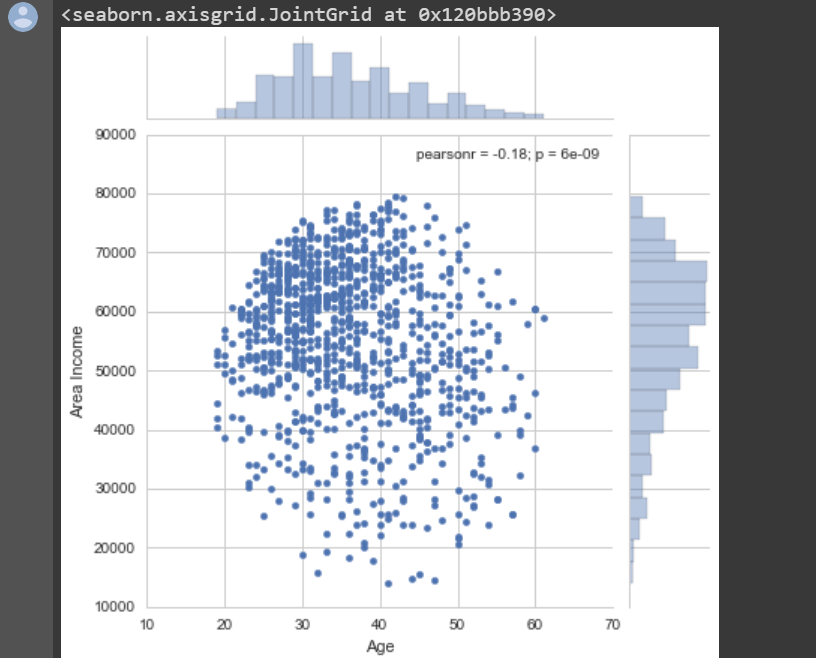 <seaborn.axisgrid.JointGrid at 0x120bbb390>
90000
pearsonr = -0.18; p = 6e-09
80000
70000
60000
50000
40000
30000
20000
10000
Area Income
10 20 30 40 50 60 70
Age